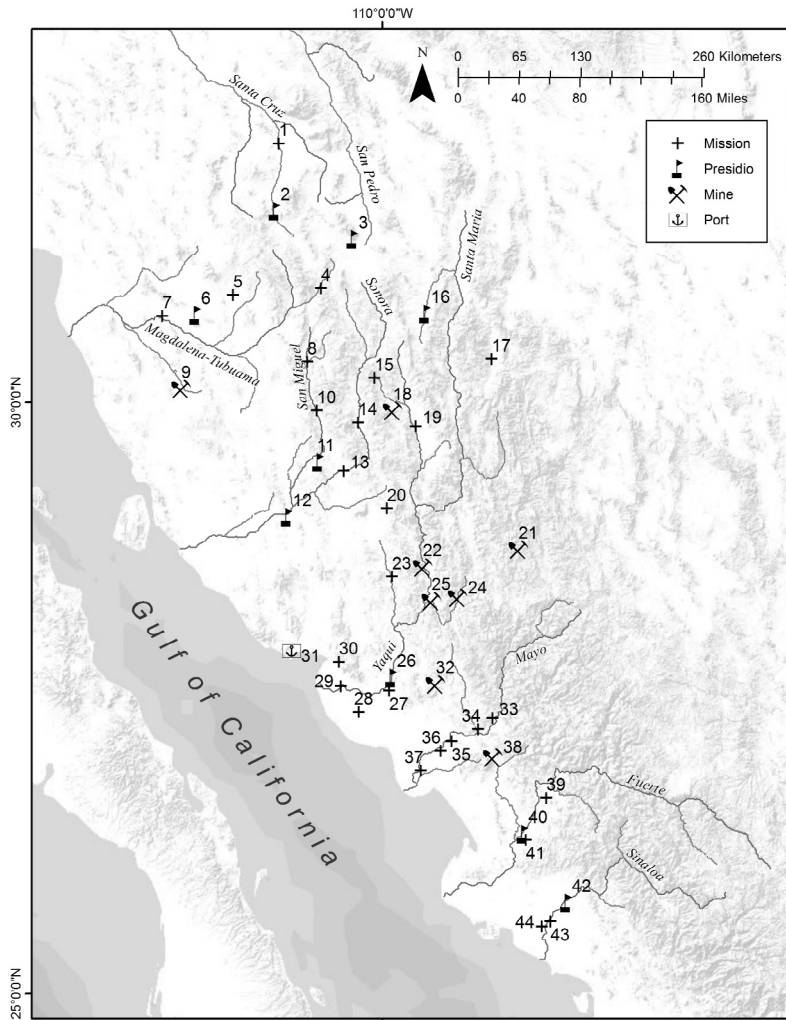 110°0'0"W
N
0 65 130 260 Kilometers
0 40 80 160 Miles
Mission
Presidio
Mine
Port
Santa Cruz
1
San Pedro
2
3
Santa Maria
4
Sonora
5
6
7
16
Magdalena-Tubuama
8
17
9
San Miguel
15
18
30°0'0"N
10
14
19
11
13
12
20
21
22
23
24
25
Gulf of California
Yaqui
Mayo
30
31
26
32
29
28
27
33
34
36
35
38
37
39
Fuerte
40
41
Sinaloa
42
44
43
25°0'0"N